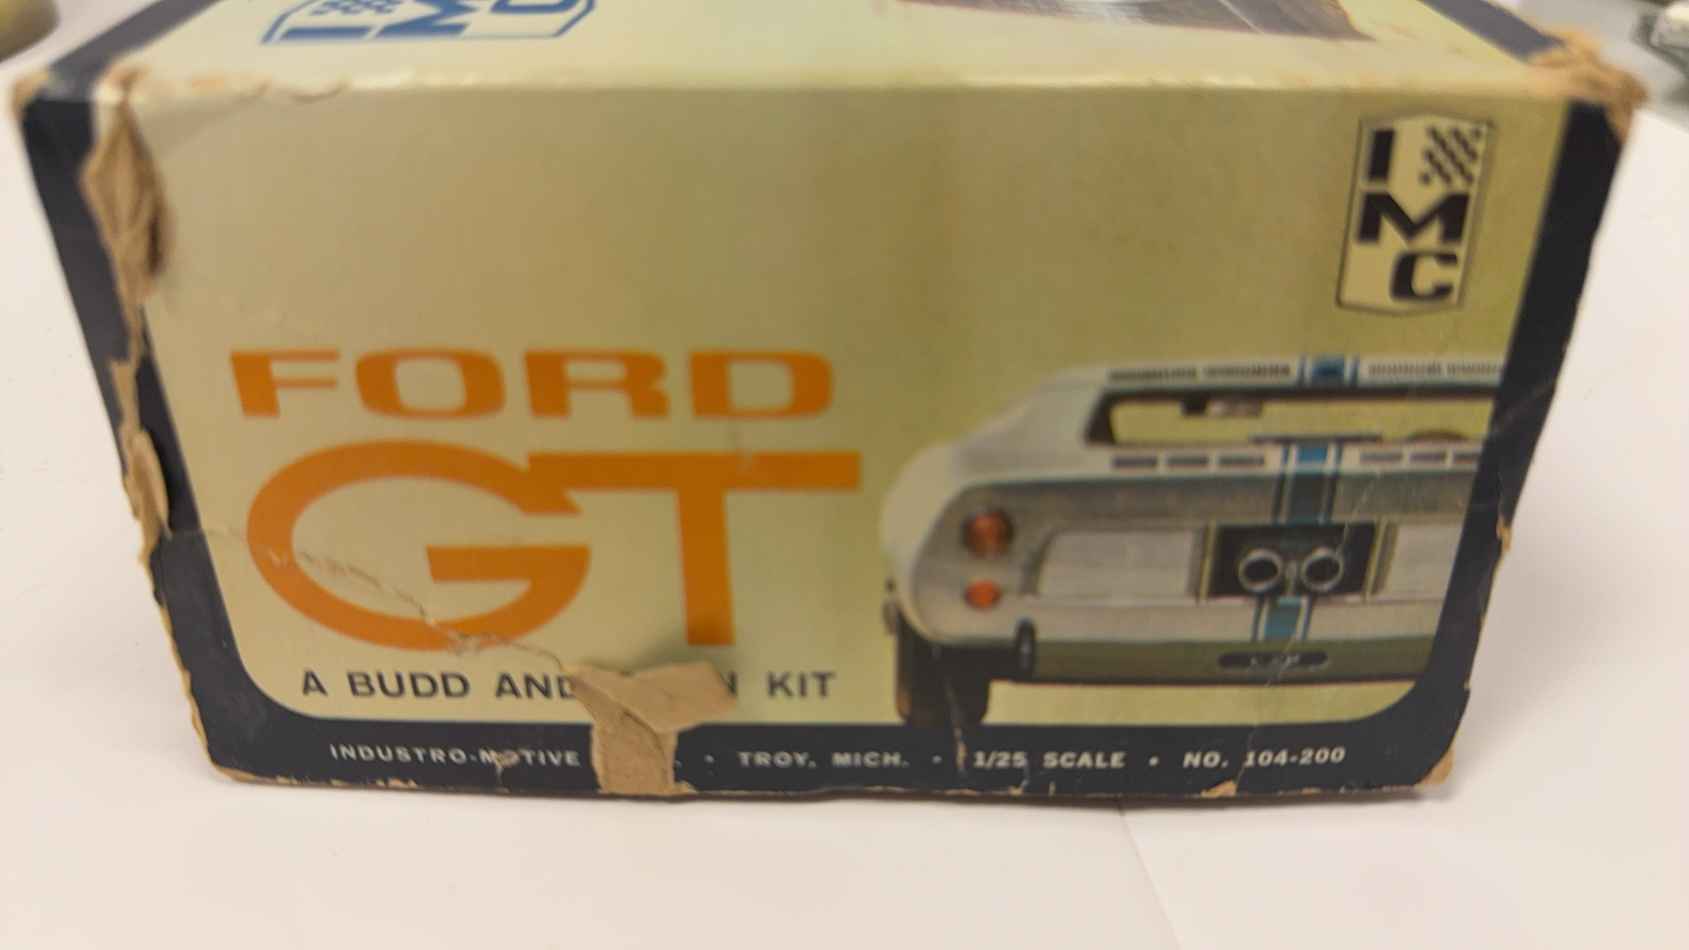 IMC
I
M
C
FORD
GT
A BUDD AND KIT
INDUSTRO-MOTIVE • TROY, MICH. • 1/25 SCALE • NO. 104-200